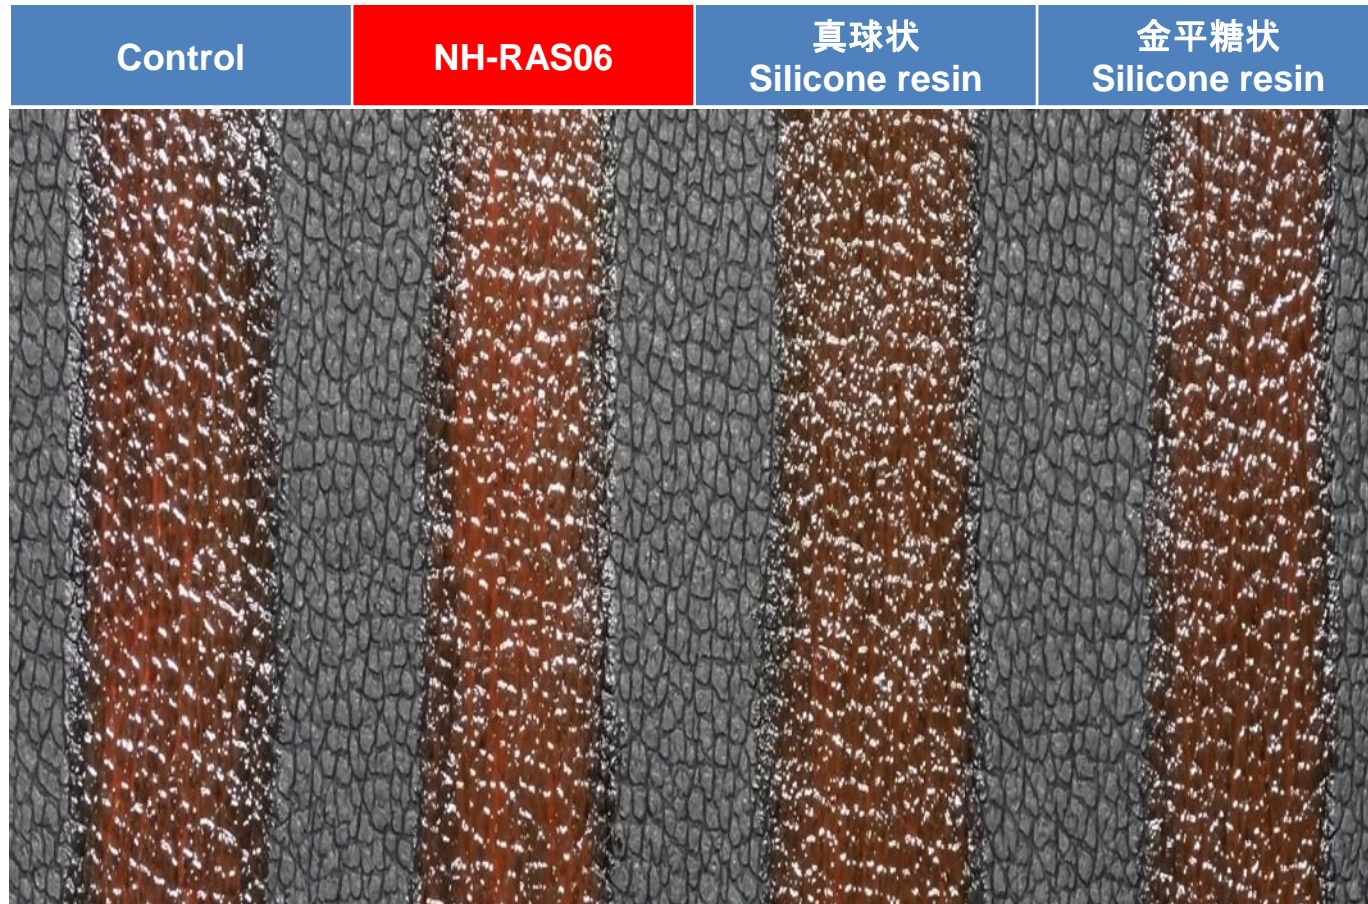 Control
NH-RAS06
真球状
Silicone resin
金平糖状
Silicone resin